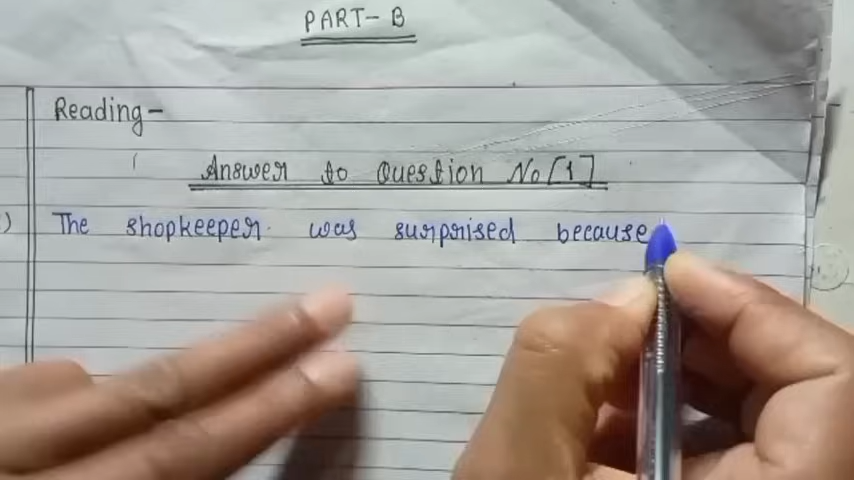 PART- B
Reading-
Answer to Question No [1]
) The shopkeeper was surprised because